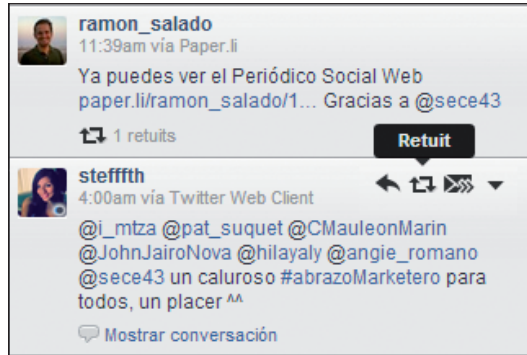 ramon_salado
11:39am vía Paper.li
Ya puedes ver el Periódico Social Web
paper.li/ramon_salado/1... Gracias a @sece43
1 retuits
Retuit
stefffth
4:00am vía Twitter Web Client
@i_mtza @pat_suquet @CMauleonMarin
@JohnJairoNova @hilayaly @angie_romano
@sece43 un caluroso #abrazoMarketero para
todos, un placer ^^
Mostrar conversación